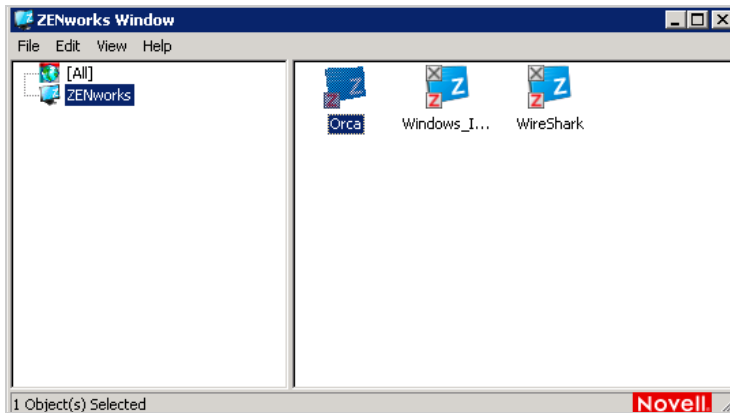 ZENworks Window
File Edit View Help
[All]
ZENworks
Orca Windows_I... WireShark
1 Object(s) Selected
Novell.